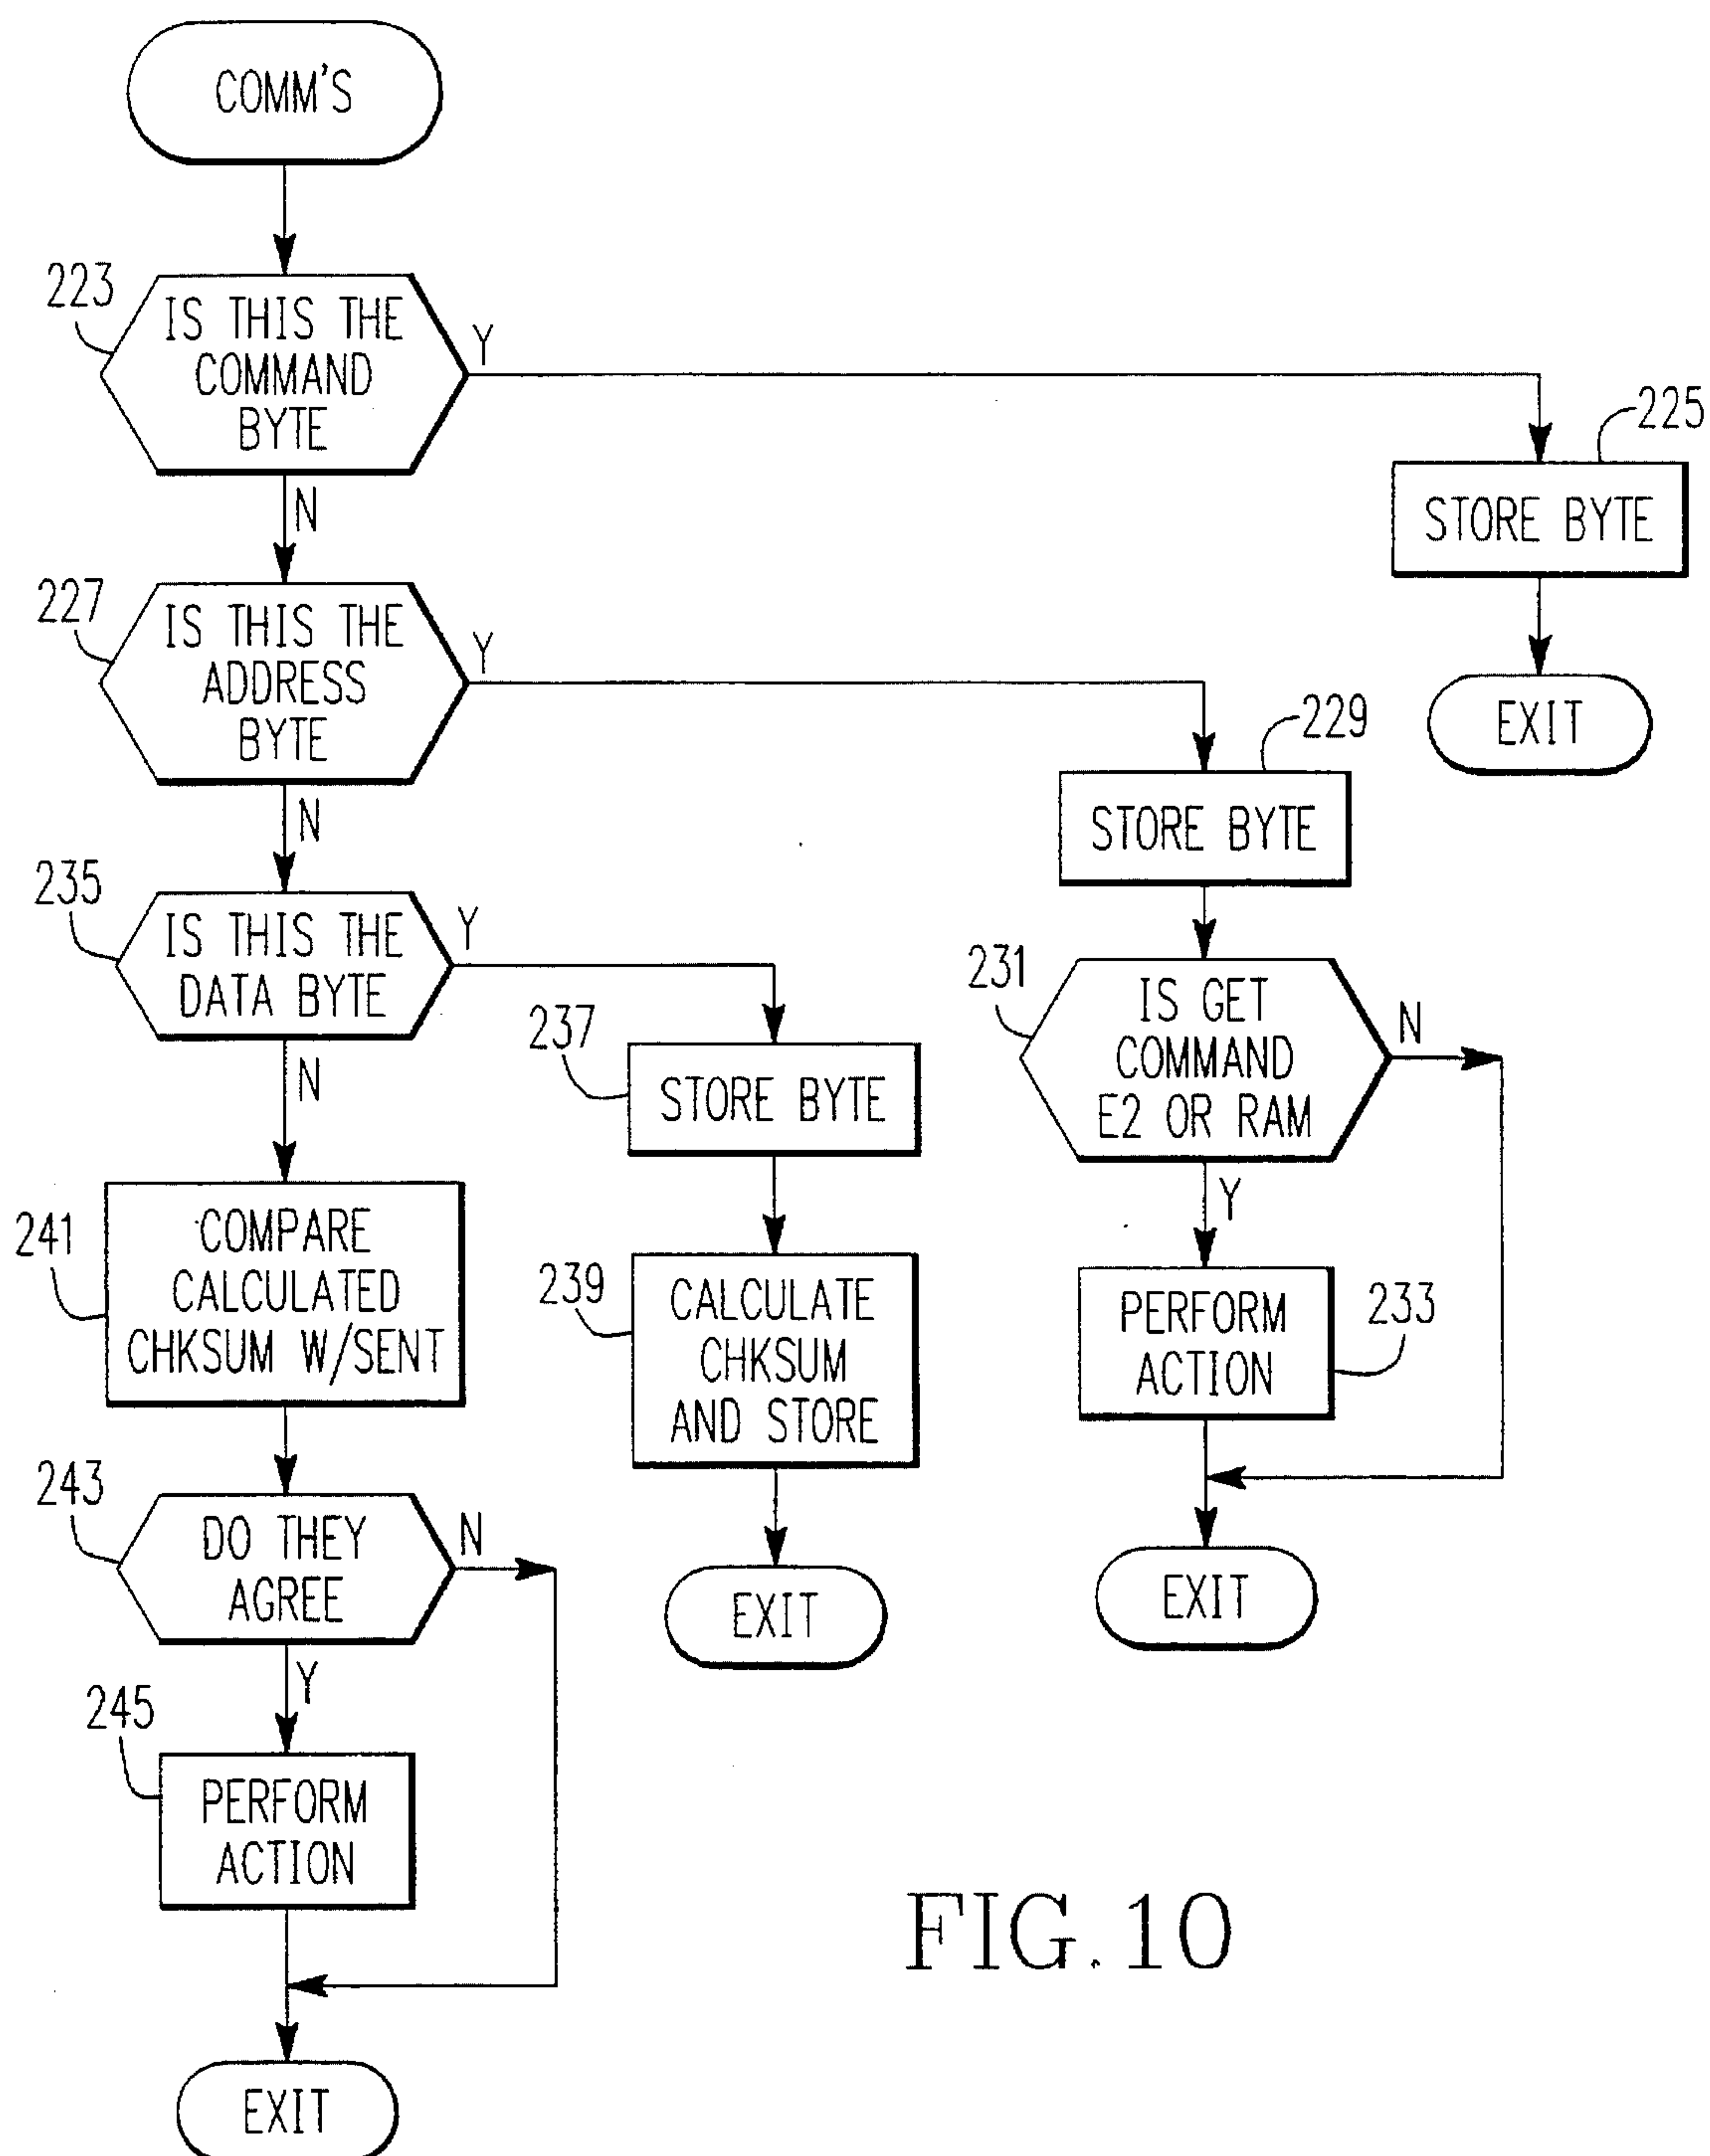 COMM'S
223
IS THIS THE
COMMAND
BYTE
Y
N
225
STORE BYTE
EXIT
227
IS THIS THE
ADDRESS
BYTE
Y
N
229
STORE BYTE
231
IS GET
COMMAND
E2 OR RAM
N
Y
233
PERFORM
ACTION
EXIT
235
IS THIS THE
DATA BYTE
Y
N
237
STORE BYTE
239
CALCULATE
CHKSUM
AND STORE
EXIT
241
COMPARE
CALCULATED
CHKSUM W/SENT
243
DO THEY
AGREE
N
Y
245
PERFORM
ACTION
EXIT
FIG. 10